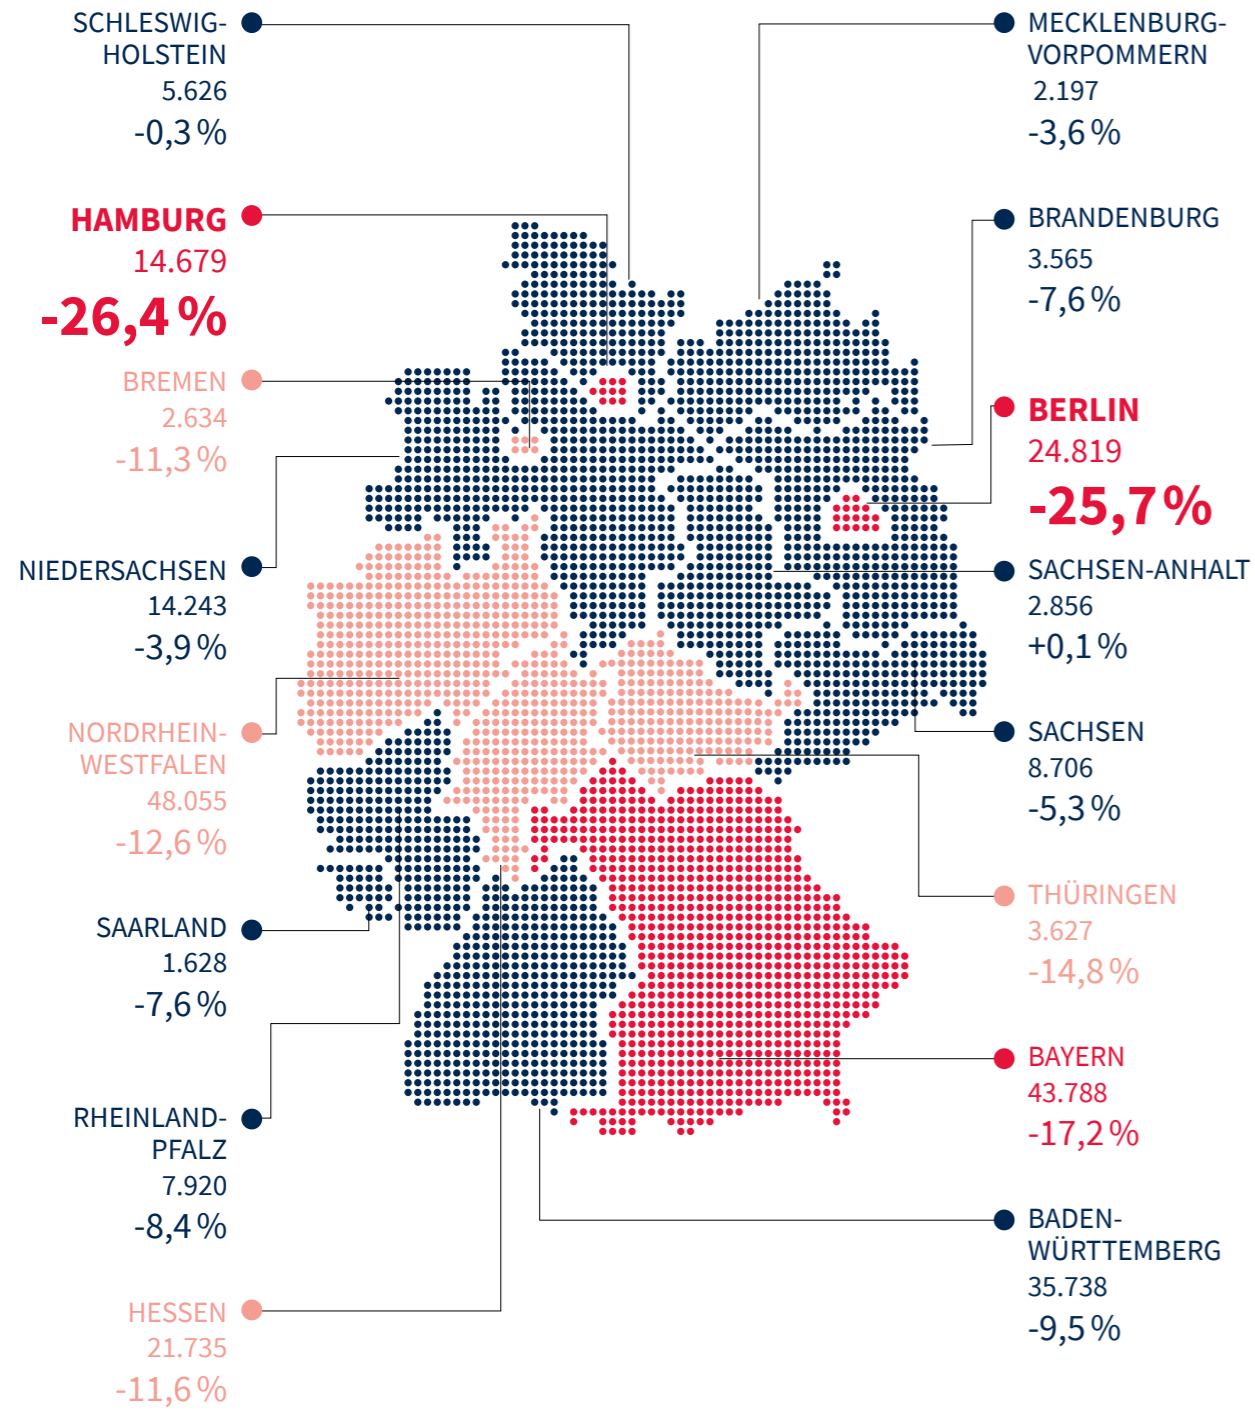 SCHLESWIG-
HOLSTEIN
5.626
-0,3 %
HAMBURG
14.679
-26,4 %
BREMEN
2.634
-11,3 %
NIEDERSACHSEN
14.243
-3,9 %
NORDRHEIN-
WESTFALEN
48.055
-12,6 %
SAARLAND
1.628
-7,6 %
RHEINLAND-
PFALZ
7.920
-8,4 %
HESSEN
21.735
-11,6 %
MECKLENBURG-
VORPOMMERN
2.197
-3,6 %
BRANDENBURG
3.565
-7,6 %
BERLIN
24.819
-25,7 %
SACHSEN-ANHALT
2.856
+0,1 %
SACHSEN
8.706
-5,3 %
THÜRINGEN
3.627
-14,8 %
BAYERN
43.788
-17,2 %
BADEN-
WÜRTTEMBERG
35.738
-9,5 %